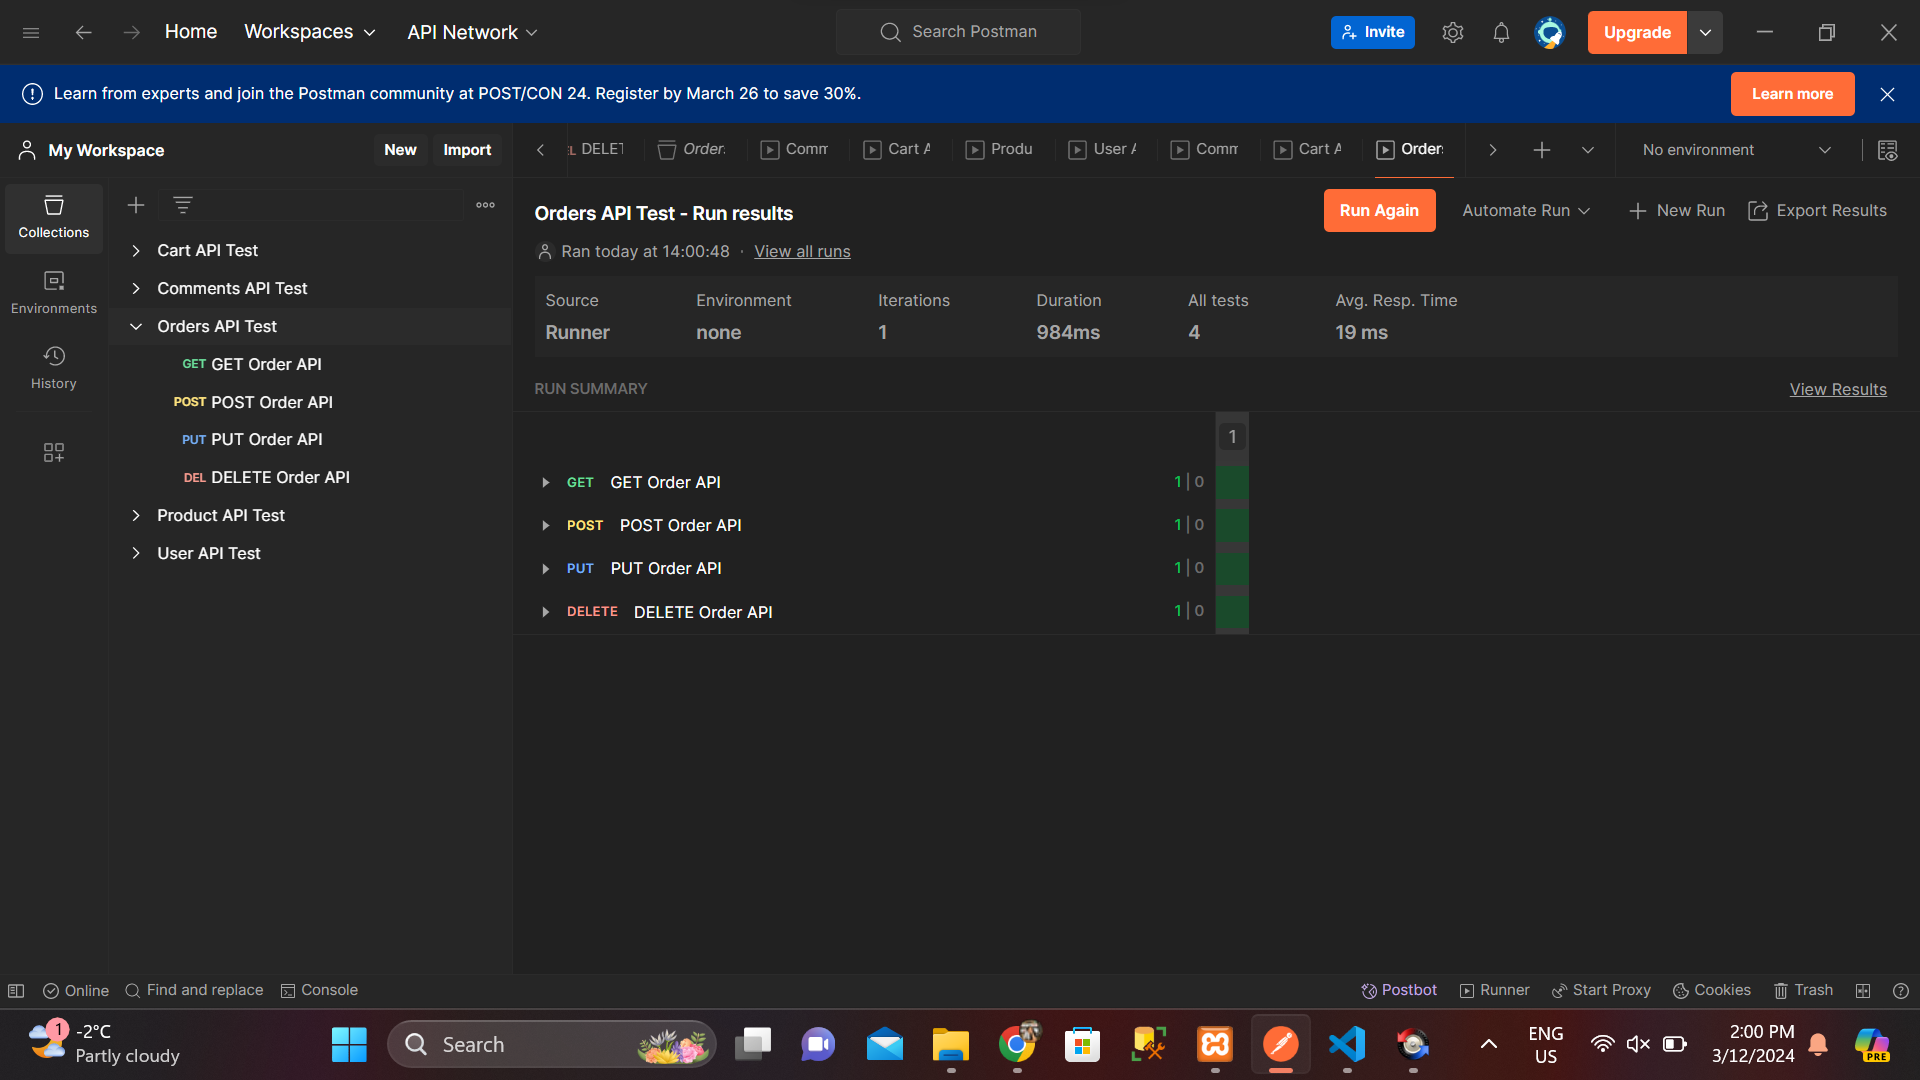 Home Workspaces API Network Search Postman Invite Upgrade
Learn from experts and join the Postman community at POST/CON 24. Register by March 26 to save 30%. Learn more
My Workspace New Import
DELET Order Comm Cart A Produ User A Comm Cart A Order No environment
Collections
Environments
History
Cart API Test
Comments API Test
Orders API Test
GET GET Order API
POST POST Order API
PUT PUT Order API
DEL DELETE Order API
Product API Test
User API Test
Orders API Test - Run results Run Again Automate Run New Run Export Results
Ran today at 14:00:48 · View all runs
Source Environment Iterations Duration All tests Avg. Resp. Time
Runner none 1 984ms 4 19 ms
RUN SUMMARY View Results
1
GET GET Order API 1 | 0
POST POST Order API 1 | 0
PUT PUT Order API 1 | 0
DELETE DELETE Order API 1 | 0
Online Find and replace Console Postbot Runner Start Proxy Cookies Trash
1 -2°C
Partly cloudy
Search
PRE
ENG
US
2:00 PM
3/12/2024